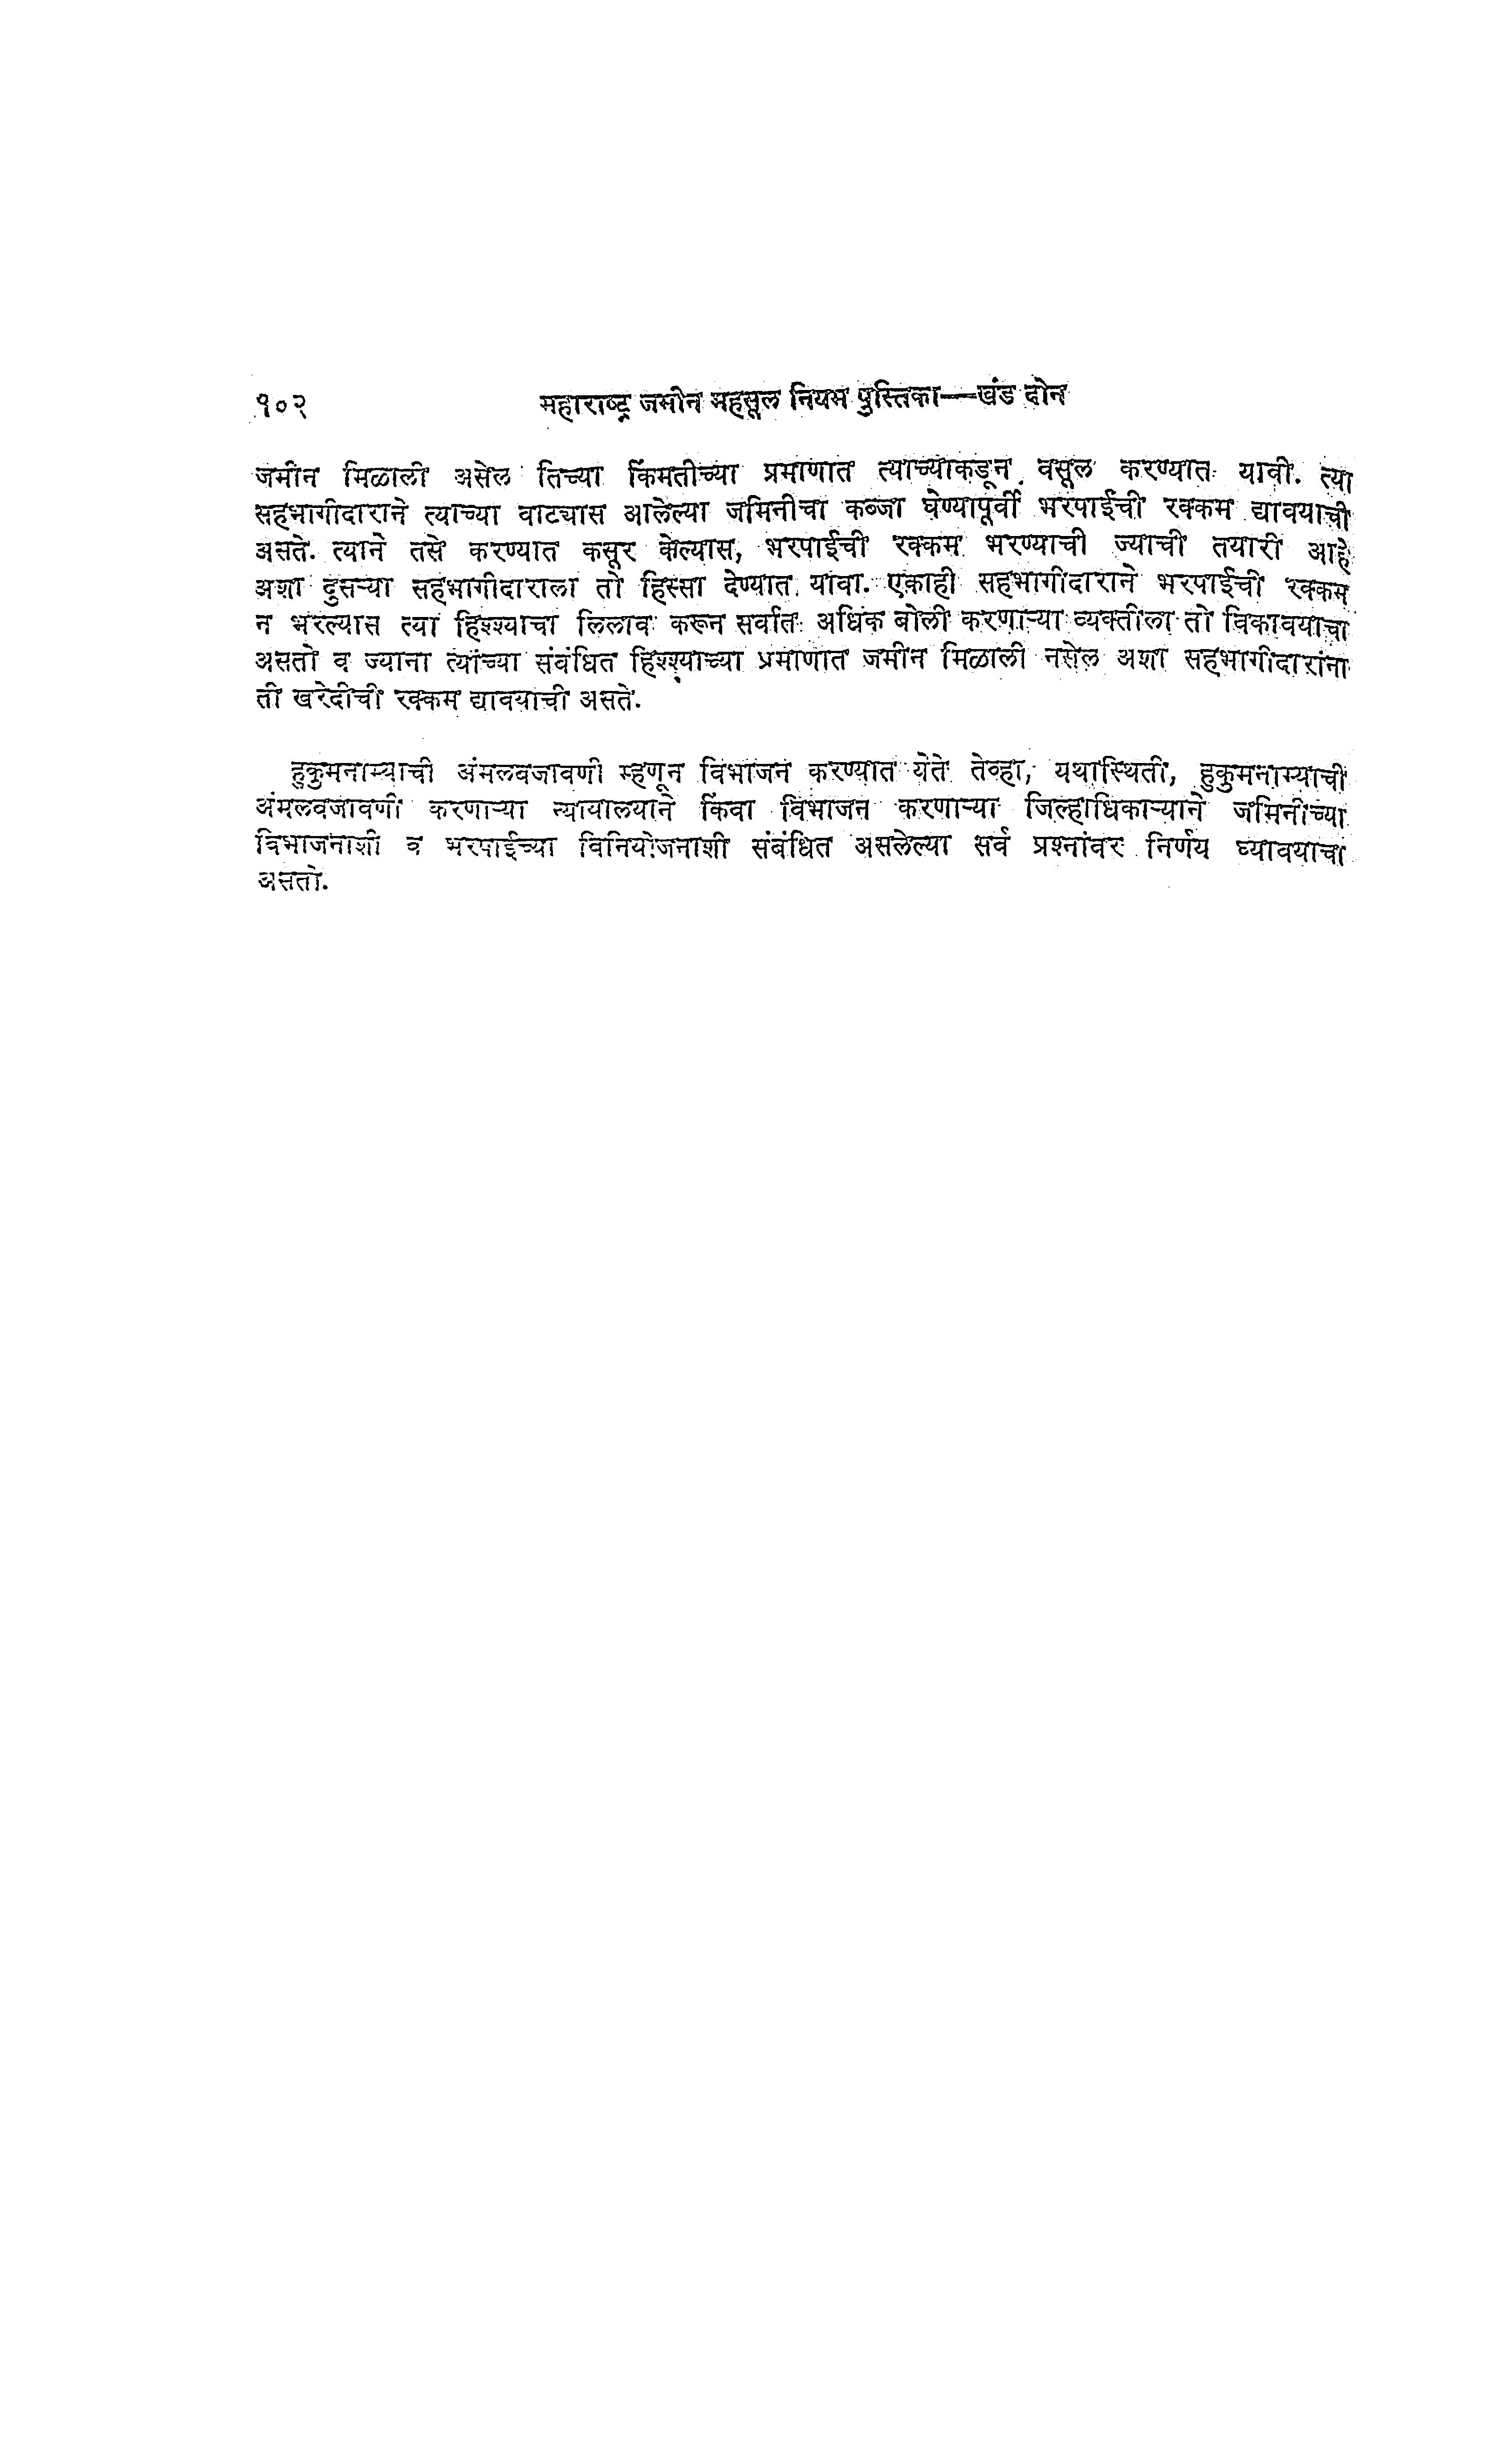 १०२ महाराष्ट्र जमीन महसूल नियम पुस्तिका—खंड दोन
जमीन मिळाली असेल तिच्या किंमतीच्या प्रमाणात त्याच्याकडून वसूल करण्यात यावी. त्या
सहभागीदाराने त्याच्या वाट्यास आलेल्या जमिनीचा कब्जा घेण्यापूर्वी भरपाईची रक्कम द्यावयाची
असते. त्याने तसे करण्यात कसूर केल्यास, भरपाईची रक्कम भरण्याची ज्याची तयारी आहे
अशा दुसऱ्या सहभागीदाराला तो हिस्सा देण्यात यावा. एकाही सहभागीदाराने भरपाईची रक्कम
न भरल्यास त्या हिश्श्याचा लिलाव करून सर्वात अधिक बोली करणाऱ्या व्यक्तीला तो विकावयाचा
असतो व ज्याना त्यांच्या संबंधित हिश्श्याच्या प्रमाणात जमीन मिळाली नसेल अशा सहभागीदारांना
ती खरेदीची रक्कम द्यावयाची असते.
हुकुमनाम्याची अंमलबजावणी म्हणून विभाजन करण्यात येते तेव्हा, यथास्थिती, हुकुमनाम्याची
अंमलबजावणी करणाऱ्या न्यायालयाने किंवा विभाजन करणाऱ्या जिल्हाधिकाऱ्याने जमिनीच्या
विभाजनाशी व भरपाईच्या विनियोजनाशी संबंधित असलेल्या सर्व प्रश्नांवर निर्णय घ्यावयाचा
असतो.